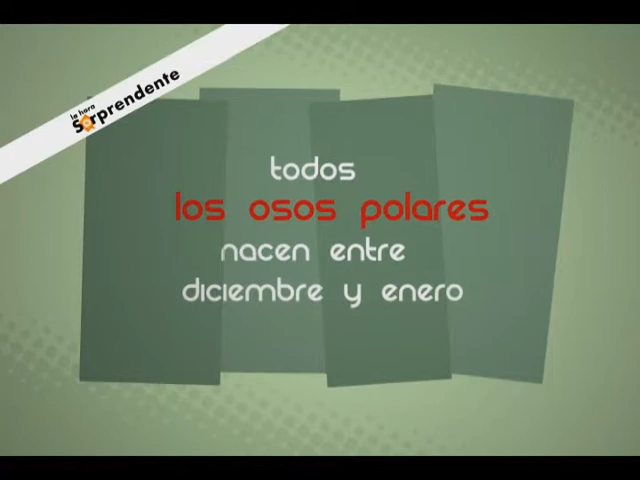 la hora
Sorprendente
todos
los osos polares
nacen entre
diciembre y enero